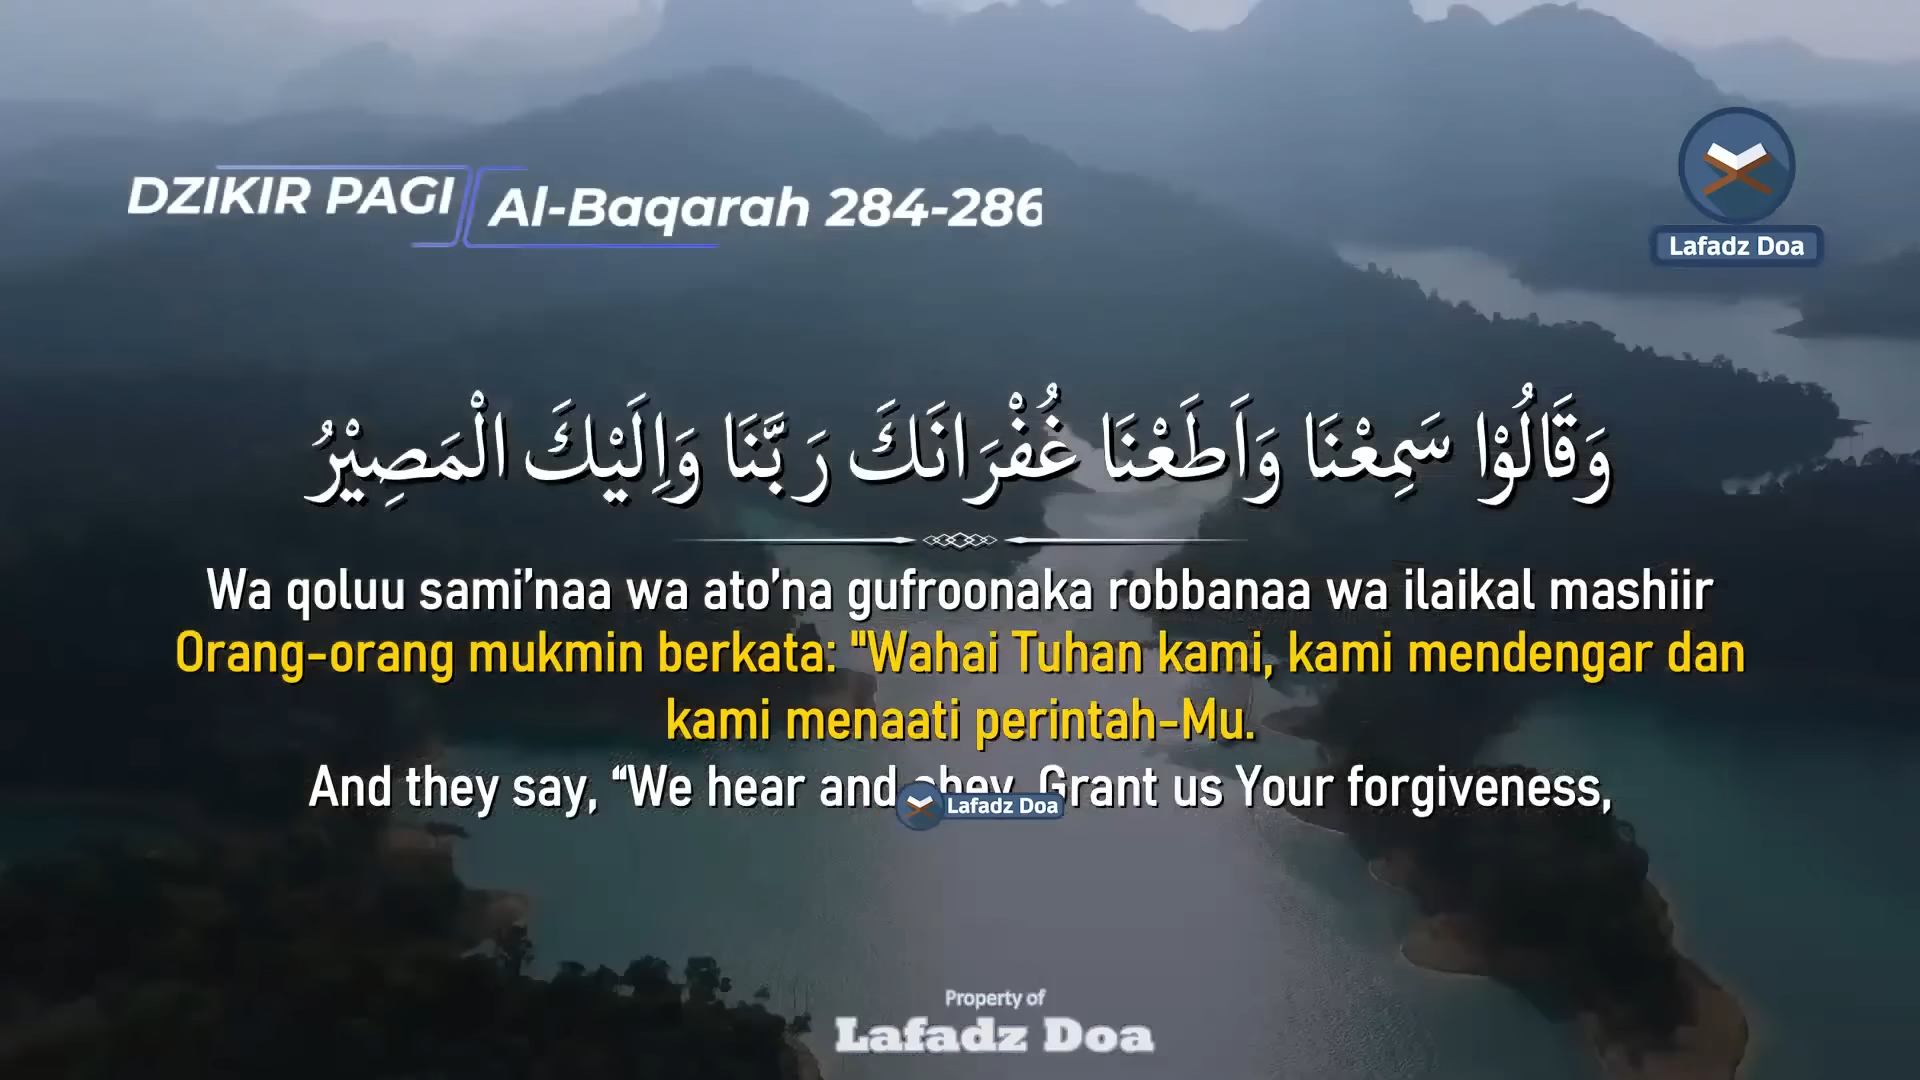 DZIKIR PAGI
Al-Baqarah 284-286
Lafadz Doa
وَقَالُوْا سَمِعْنَا وَاَطَعْنَا غُفْرَانَكَ رَبَّنَا وَاِلَيْكَ الْمَصِيْرُ
Wa qoluu sami’naa wa ato’na gufroonaka robbanaa wa ilaikal mashiir
Orang-orang mukmin berkata: "Wahai Tuhan kami, kami mendengar dan
kami menaati perintah-Mu.
And they say, “We hear and obey. Grant us Your forgiveness,
Lafadz Doa
Property of
Lafadz Doa